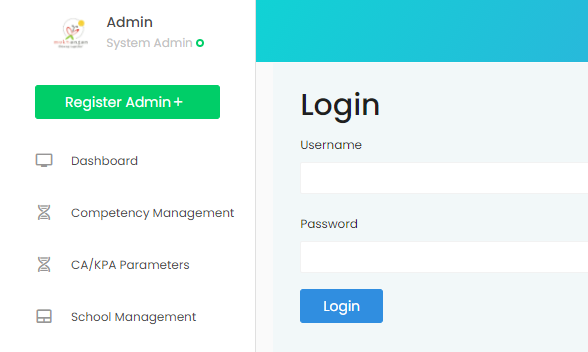 Admin
System Admin
Register Admin +
Dashboard
Competency Management
CA/KPA Parameters
School Management
Login
Username
Password
Login